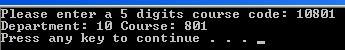 Please enter a 5 digits course code: 10801
Department: 10 Course: 801
Press any key to continue . . . _